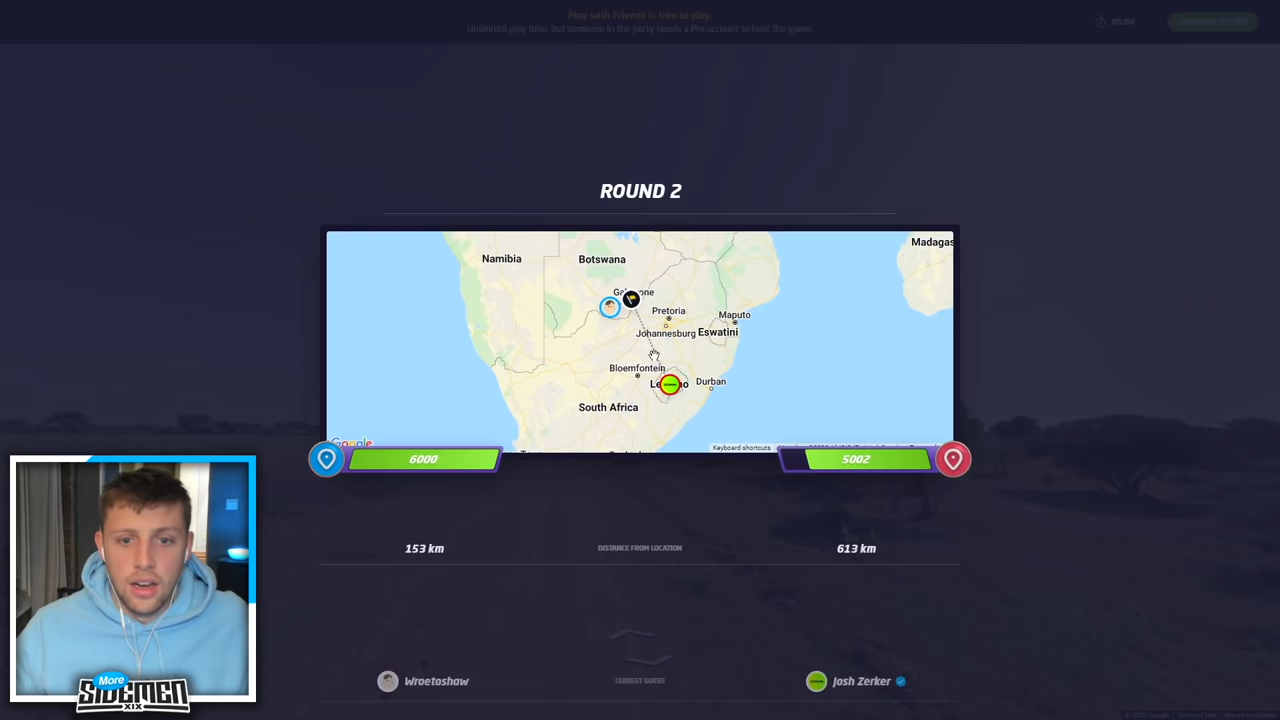 Play with Friends is free to play.
Unlimited play time, but someone in the party needs a Pro account to host the game.
05:00
ROUND 2
Madagas
Namibia
Botswana
Pretoria
Maputo
Johannesburg
Eswatini
Bloemfontein
Durban
South Africa
Google
Keyboard shortcuts
6000
5002
153 km
DISTANCE FROM LOCATION
613 km
Wroetoshaw
CLOSEST GUESS
Josh Zerker
More
SIDEMEN
XIX